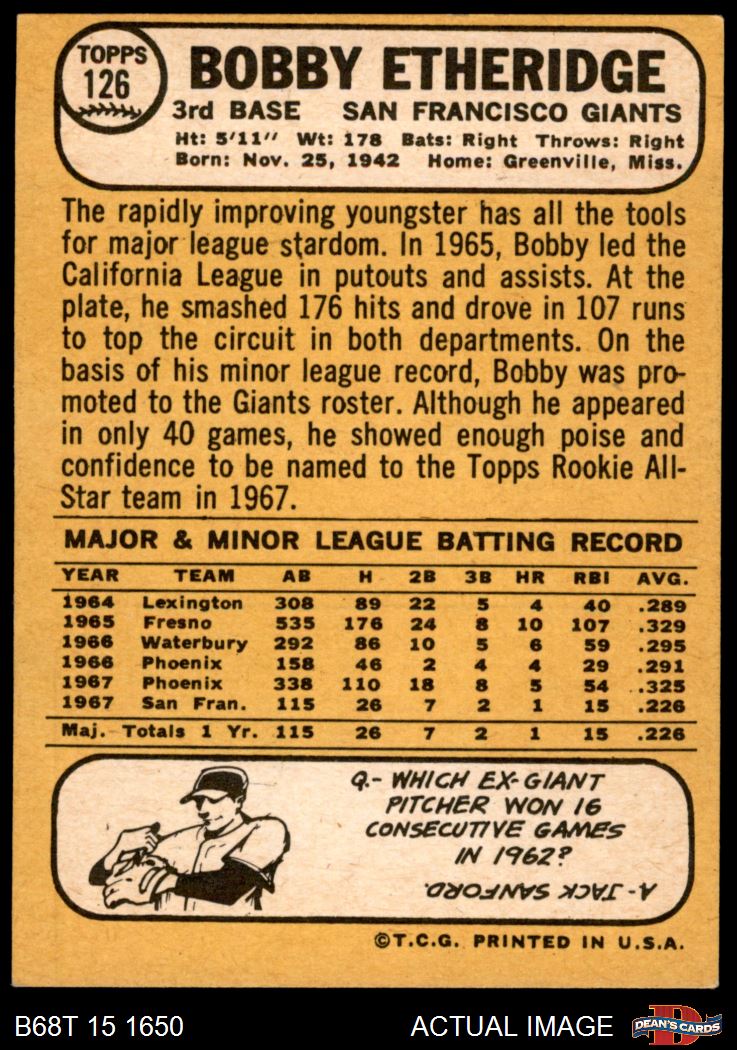 TOPPS
126
BOBBY ETHERIDGE
3rd BASE SAN FRANCISCO GIANTS
Ht: 5'11" Wt: 178 Bats: Right Throws: Right
Born: Nov. 25, 1942 Home: Greenville, Miss.
The rapidly improving youngster has all the tools
for major league stardom. In 1965, Bobby led the
California League in putouts and assists. At the
plate, he smashed 176 hits and drove in 107 runs
to top the circuit in both departments. On the
basis of his minor league record, Bobby was pro-
moted to the Giants roster. Although he appeared
in only 40 games, he showed enough poise and
confidence to be named to the Topps Rookie All-
Star team in 1967.
MAJOR & MINOR LEAGUE BATTING RECORD
YEAR TEAM AB H 2B 3B HR RBI AVG.
1964 Lexington 308 89 22 5 4 40 .289
1965 Fresno 535 176 24 8 10 107 .329
1966 Waterbury 292 86 10 5 6 59 .295
1966 Phoenix 158 46 2 4 4 29 .291
1967 Phoenix 338 110 18 8 5 54 .325
1967 San Fran. 115 26 7 2 1 15 .226
Maj. Totals 1 Yr. 115 26 7 2 1 15 .226
Q.- WHICH EX-GIANT
PITCHER WON 16
CONSECUTIVE GAMES
IN 1962?
A- JACK SANFORD.
©T.C.G. PRINTED IN U.S.A.
B68T 15 1650 ACTUAL IMAGE
D
DEAN'S CARDS